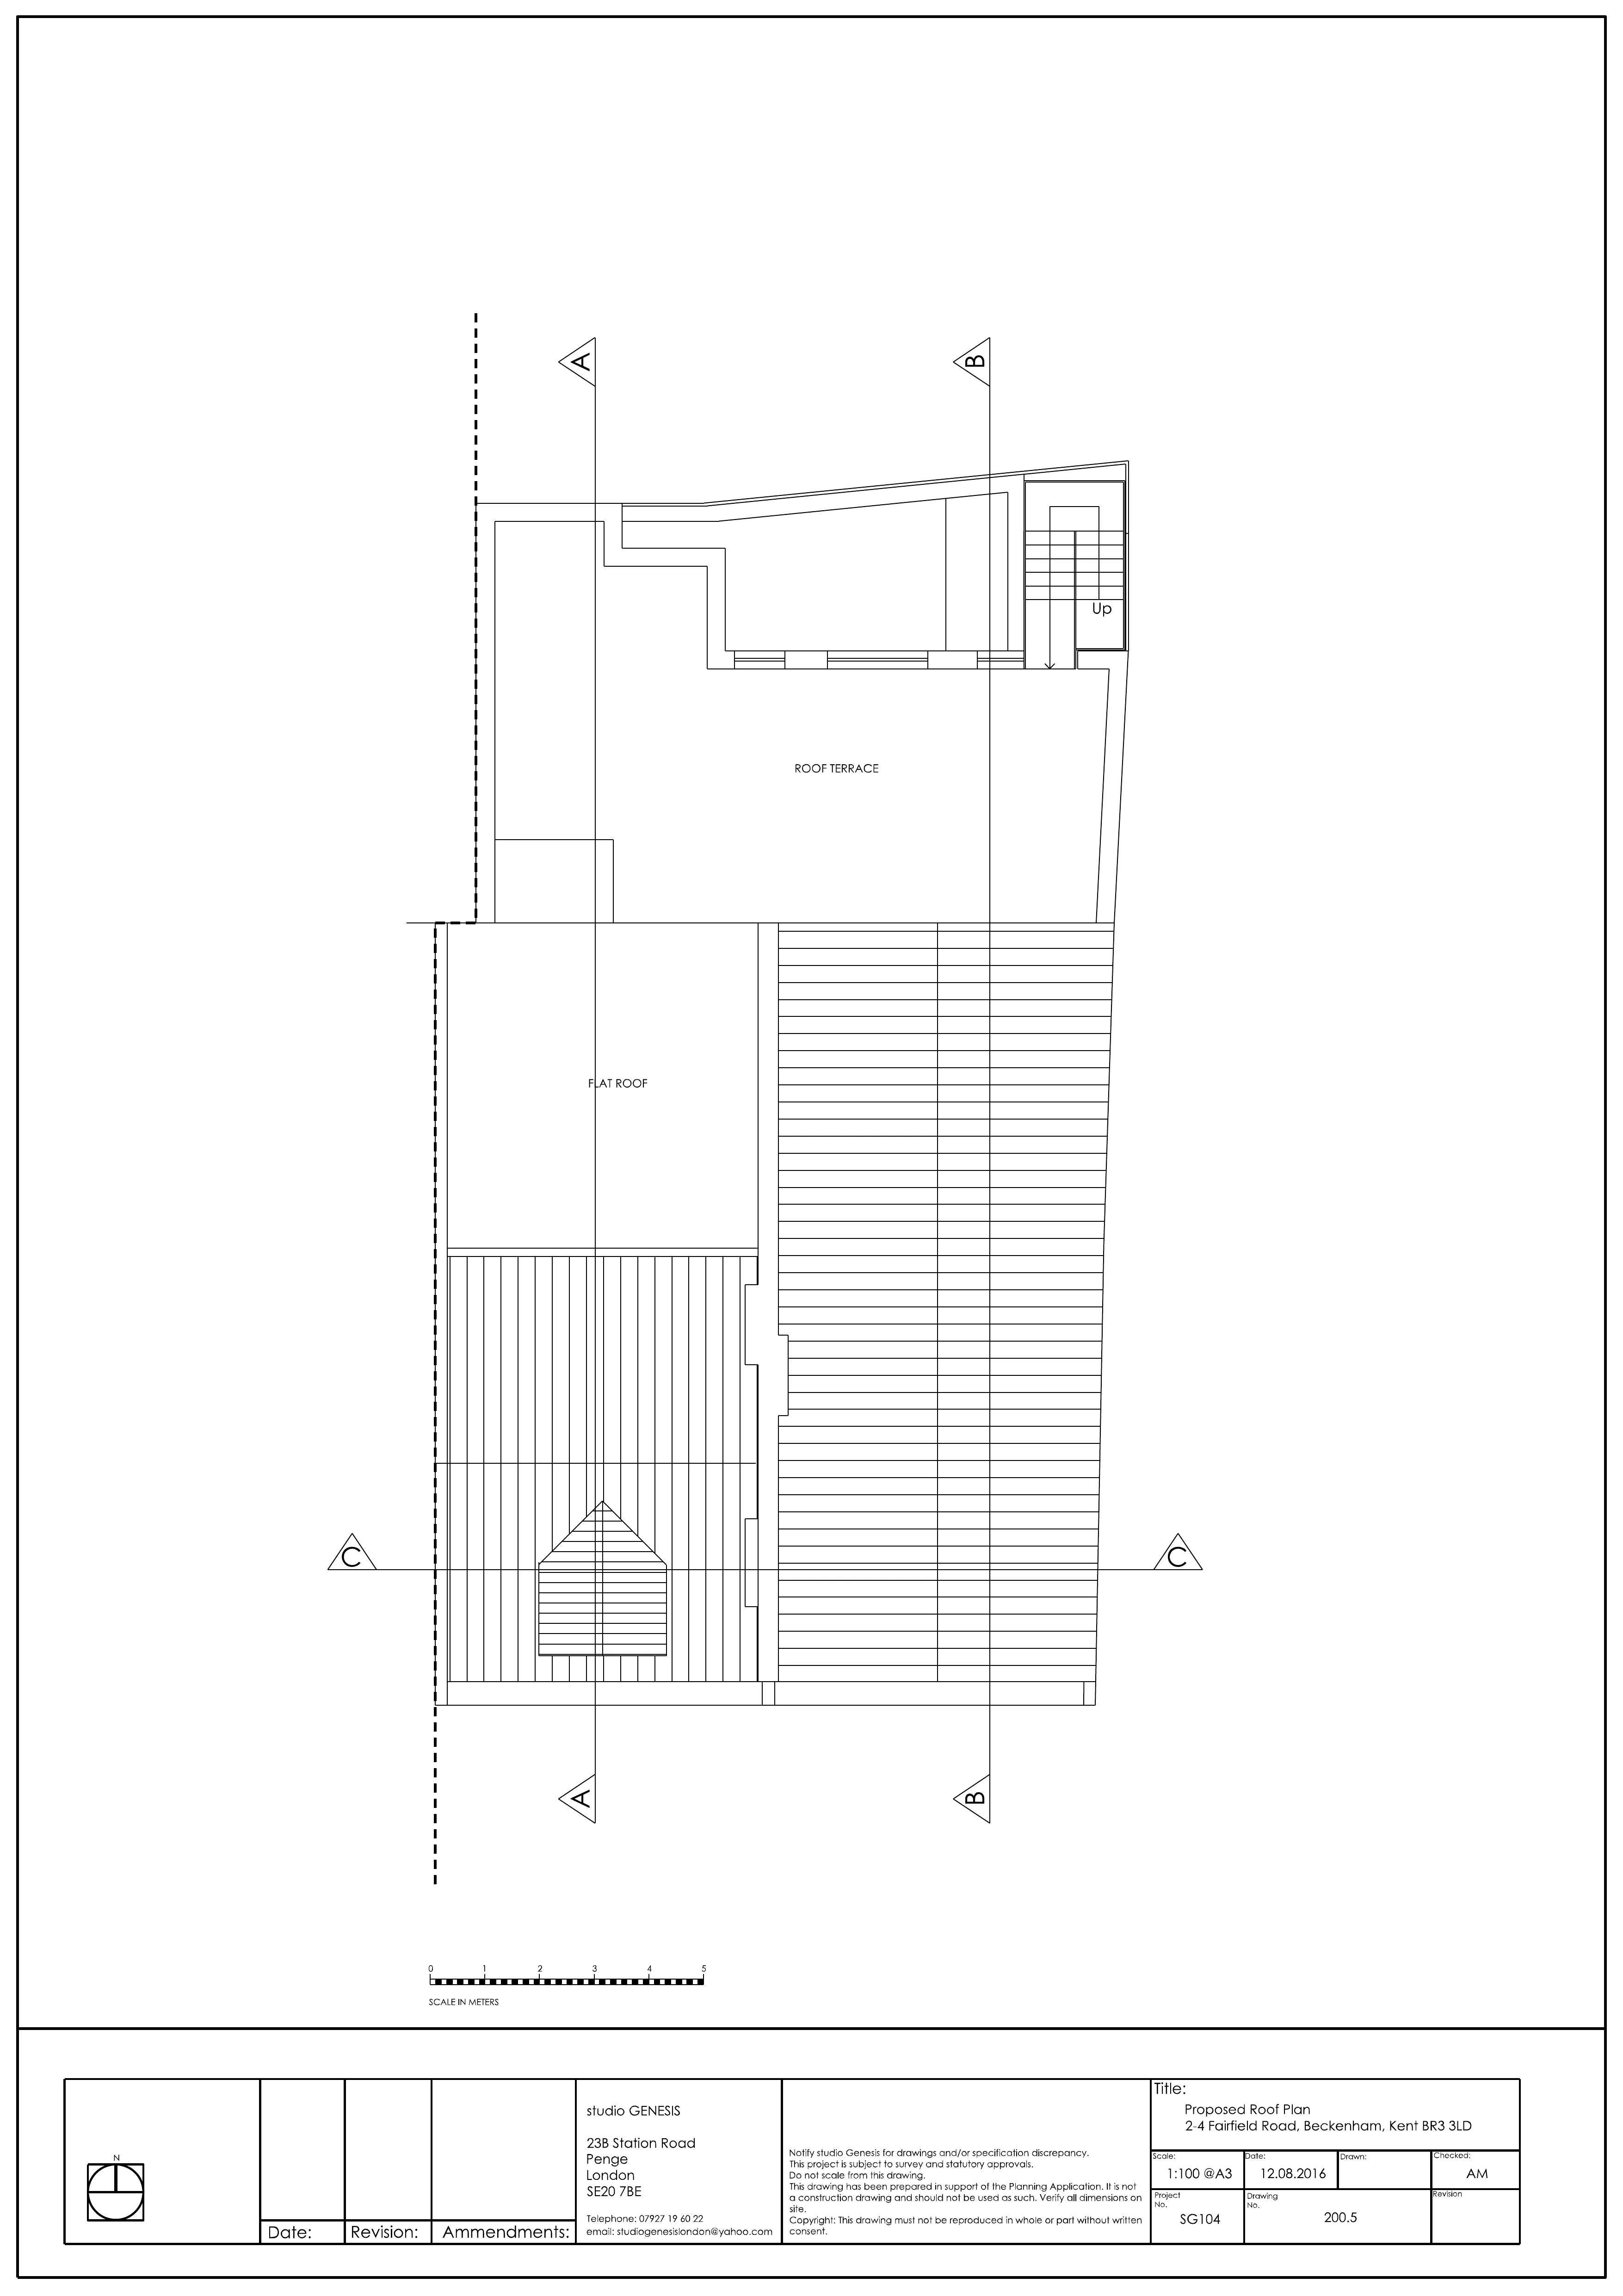 A
B
Up
ROOF TERRACE
FLAT ROOF
C
C
A
B
0 1 2 3 4 5
SCALE IN METERS
N
Date:
Revision:
Ammendments:
studio GENESIS
23B Station Road
Penge
London
SE20 7BE
Telephone: 07927 19 60 22
email: studiogenesislondon@yahoo.com
Notify studio Genesis for drawings and/or specification discrepancy.
This project is subject to survey and statutory approvals.
Do not scale from this drawing.
This drawing has been prepared in support of the Planning Application. It is not
a construction drawing and should not be used as such. Verify all dimensions on
site.
Copyright: This drawing must not be reproduced in whole or part without written
consent.
Title:
Proposed Roof Plan
2-4 Fairfield Road, Beckenham, Kent BR3 3LD
Scale:
1:100 @A3
Date:
12.08.2016
Drawn:
Checked:
AM
Project
No.
SG104
Drawing
No.
200.5
Revision